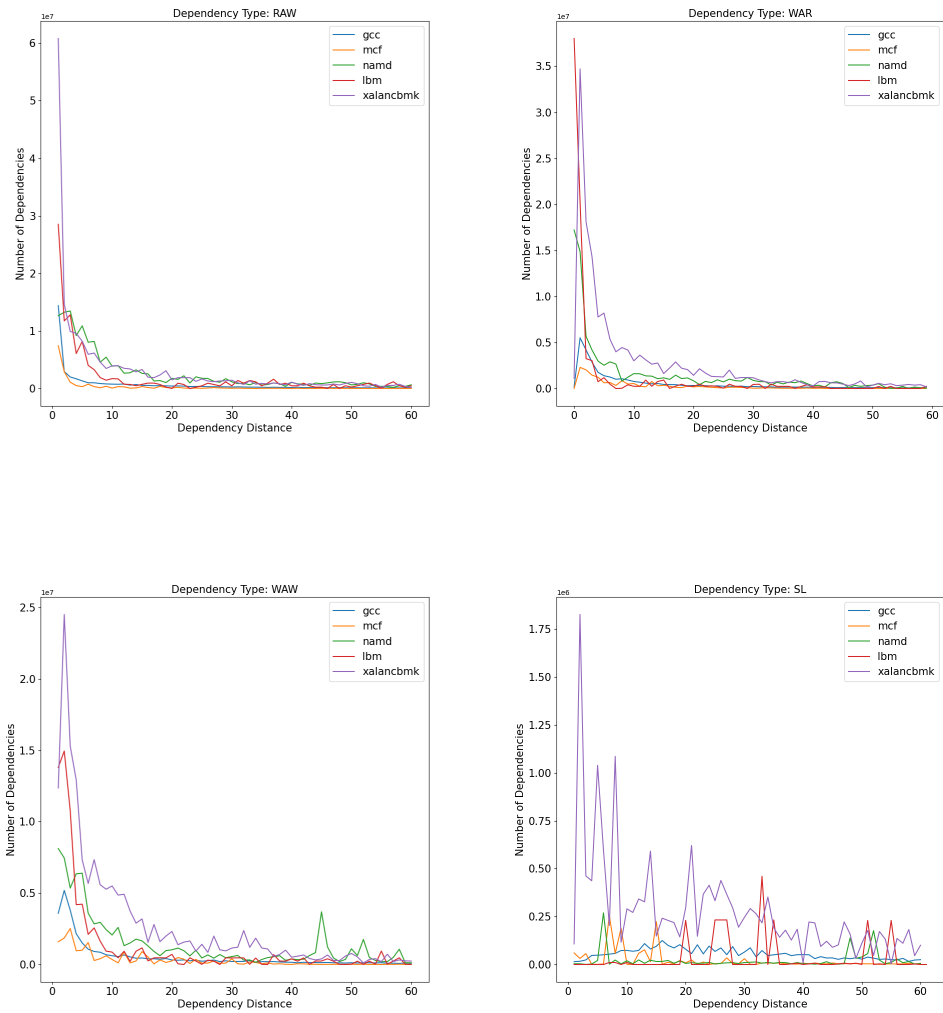 Dependency Type: RAW
1e7
Number of Dependencies
6
5
4
3
2
1
0
gcc
mcf
namd
lbm
xalancbmk
0 10 20 30 40 50 60
Dependency Distance
Dependency Type: WAR
1e7
Number of Dependencies
3.5
3.0
2.5
2.0
1.5
1.0
0.5
0.0
gcc
mcf
namd
lbm
xalancbmk
0 10 20 30 40 50 60
Dependency Distance
Dependency Type: WAW
1e7
Number of Dependencies
2.5
2.0
1.5
1.0
0.5
0.0
gcc
mcf
namd
lbm
xalancbmk
0 10 20 30 40 50 60
Dependency Distance
Dependency Type: SL
1e6
Number of Dependencies
1.75
1.50
1.25
1.00
0.75
0.50
0.25
0.00
gcc
mcf
namd
lbm
xalancbmk
0 10 20 30 40 50 60
Dependency Distance